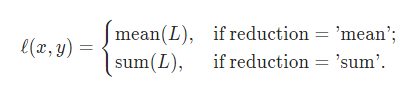 ℓ(x, y) = { mean(L), if reduction = ’mean’;
sum(L), if reduction = ’sum’.